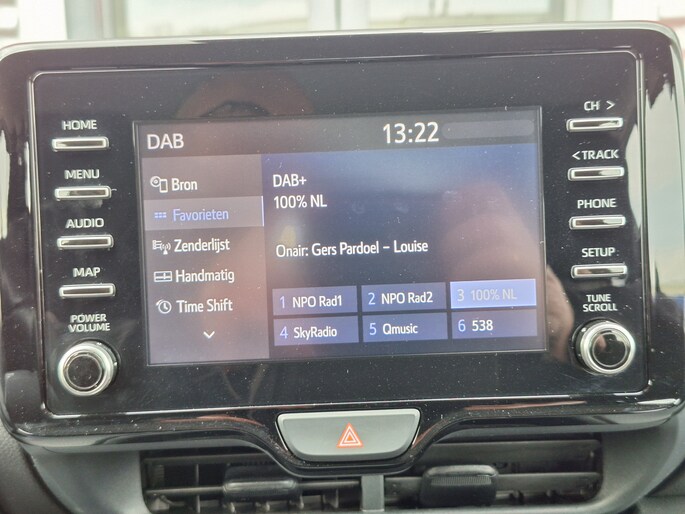 HOME
MENU
AUDIO
MAP
POWER
VOLUME
DAB
13:22
Bron
Favorieten
Zenderlijst
Handmatig
Time Shift
DAB+
100% NL
Onair: Gers Pardoel – Louise
1 NPO Rad1 2 NPO Rad2 3 100% NL
4 SkyRadio 5 Qmusic 6 538
CH >
< TRACK
PHONE
SETUP
TUNE
SCROLL